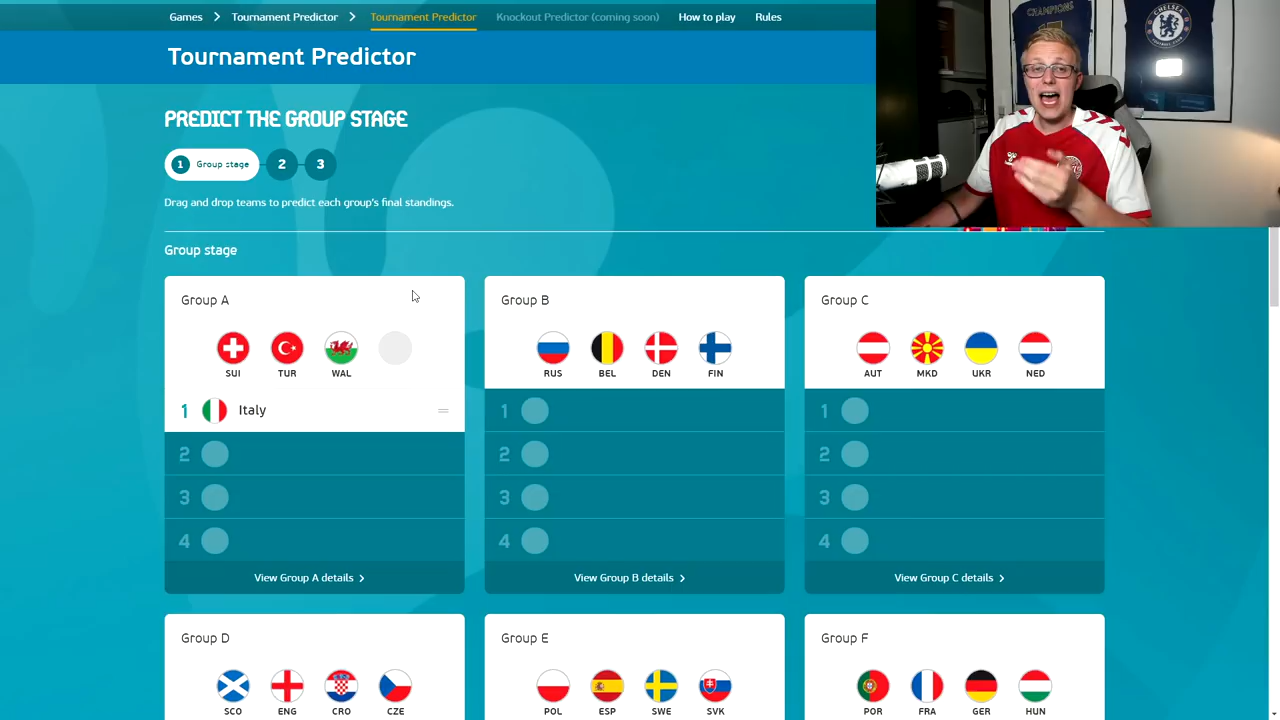 Games
Tournament Predictor
Tournament Predictor
Knockout Predictor (coming soon)
How to play
Rules
Tournament Predictor
PREDICT THE GROUP STAGE
1 Group stage 2 3
Drag and drop teams to predict each group's final standings.
Group stage
Group A
SUI TUR WAL
1 Italy
2
3
4
View Group A details
Group B
RUS BEL DEN FIN
1
2
3
4
View Group B details
Group C
AUT MKD UKR NED
1
2
3
4
View Group C details
Group D
SCO ENG CRO CZE
Group E
POL ESP SWE SVK
Group F
POR FRA GER HUN
CHAMPIONS
CHELSEA